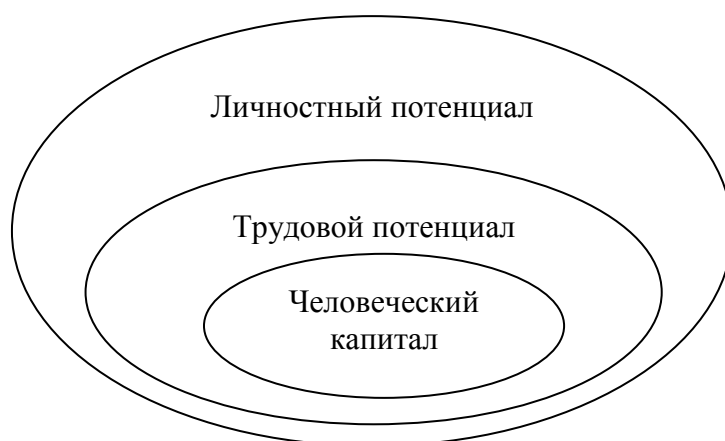 Личностный потенциал
Трудовой потенциал
Человеческий
капитал